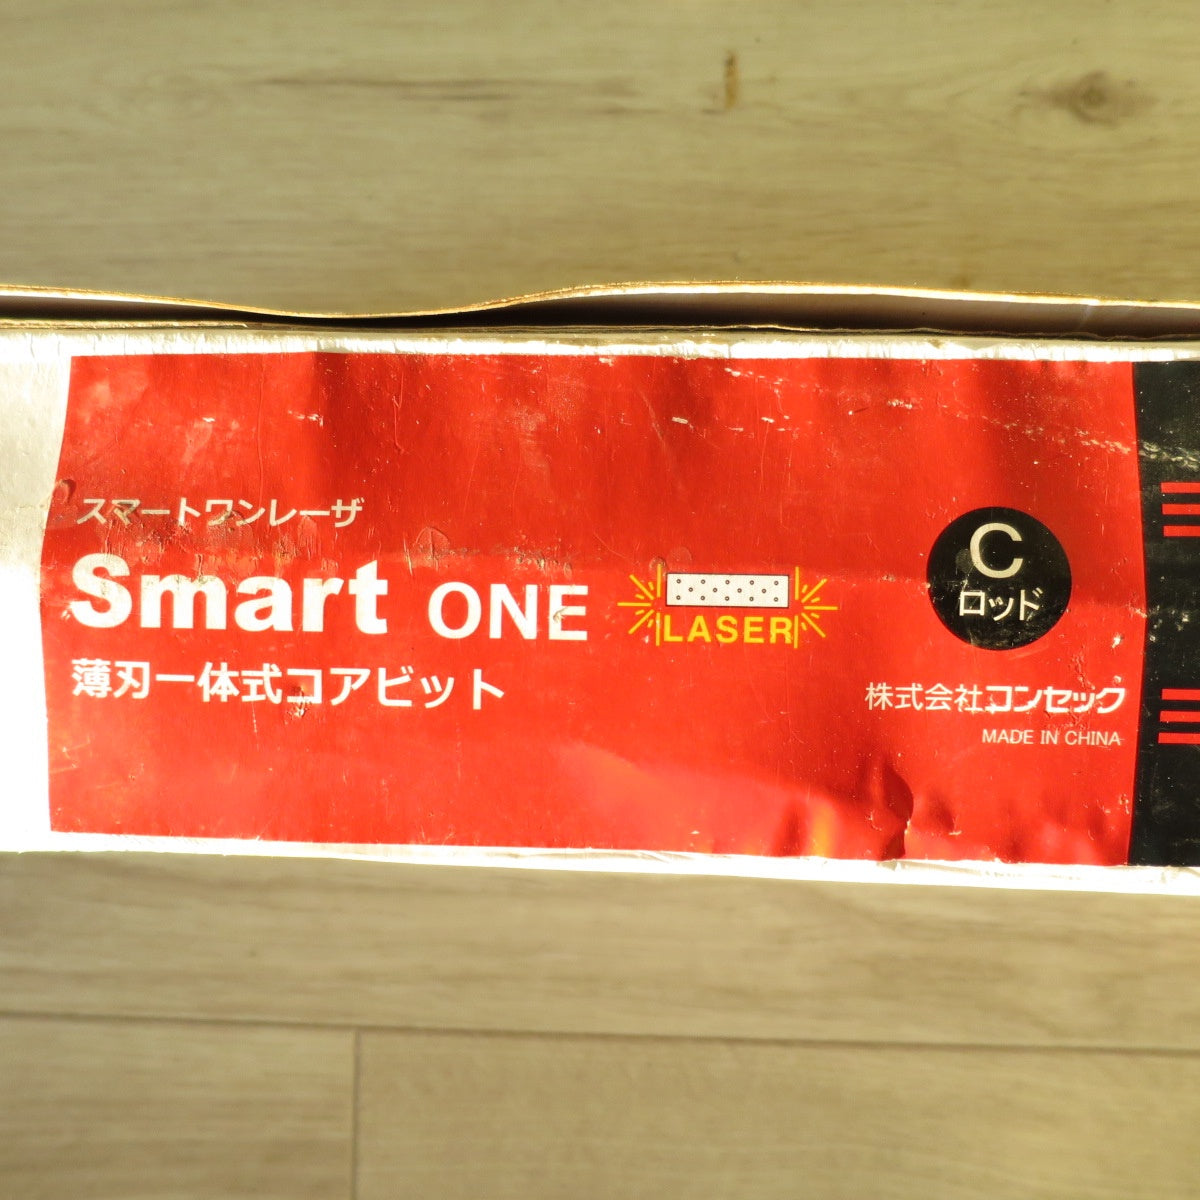 スマートワンレーザ
Smart ONE
LASER
薄刃一体式コアビット
C
ロッド
株式会社コンセック
MADE IN CHINA